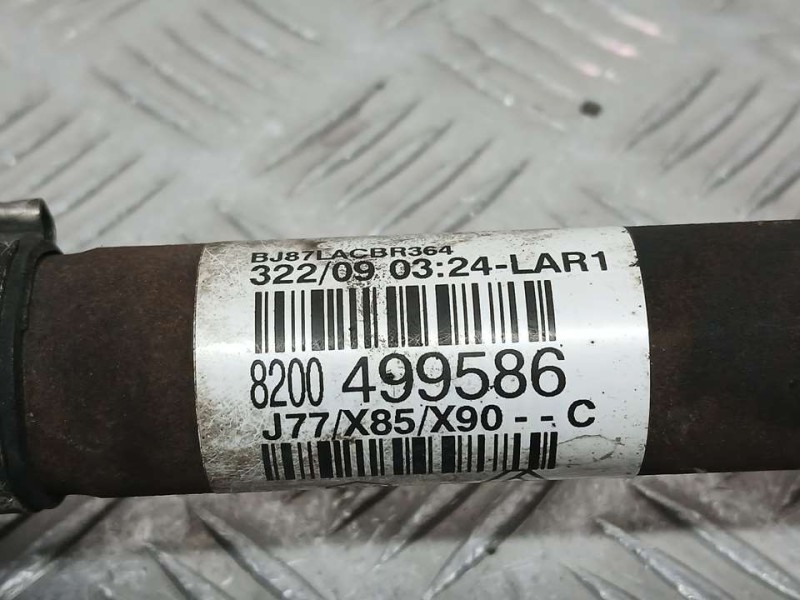 BJ87LACBR364
322/09 03:24-LAR1
8200 499586
J77/X85/X90 - - C